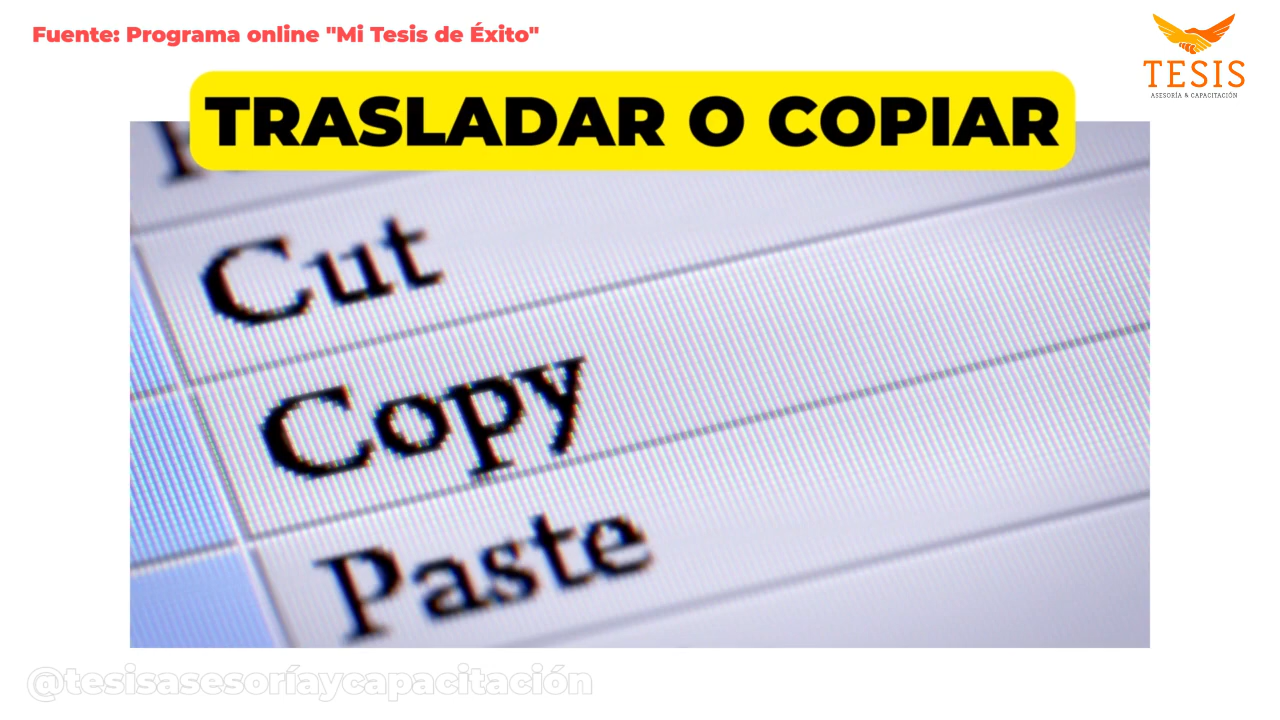 Fuente: Programa online "Mi Tesis de Éxito"
TESIS
ASESORÍA & CAPACITACIÓN
TRASLADAR O COPIAR
Cut
Copy
Paste
@tesisasesoríaycapacitación